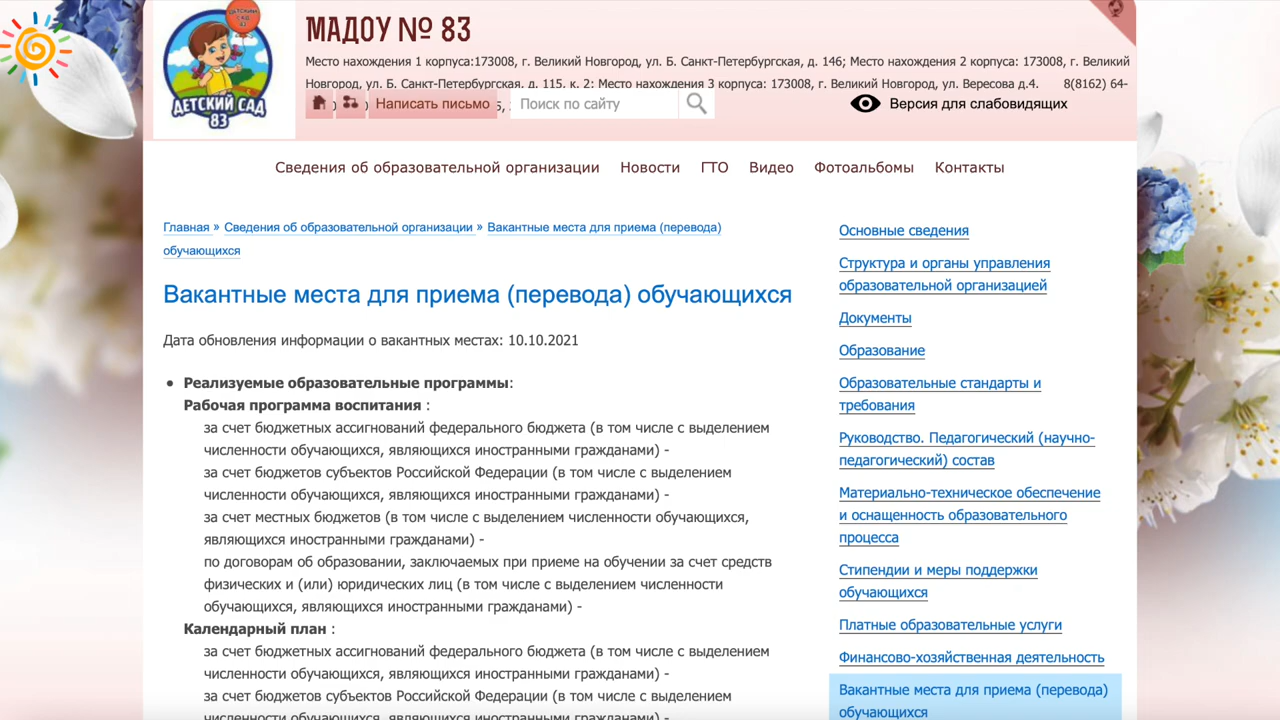 ДЕТСКИЙ САД 83
ДЕТСКИЙ САД
83
МАДОУ № 83
Место нахождения 1 корпуса:173008, г. Великий Новгород, ул. Б. Санкт-Петербургская, д. 146; Место нахождения 2 корпуса: 173008, г. Великий
Новгород, ул. Б. Санкт-Петербургская, д. 115. к. 2: Место нахождения 3 корпуса: 173008, г. Великий Новгород, ул. Вересова д.4. 8(8162) 64-
Написать письмо
Поиск по сайту
Версия для слабовидящих
Сведения об образовательной организации Новости ГТО Видео Фотоальбомы Контакты
Главная » Сведения об образовательной организации » Вакантные места для приема (перевода)
обучающихся
Вакантные места для приема (перевода) обучающихся
Дата обновления информации о вакантных местах: 10.10.2021
• Реализуемые образовательные программы:
Рабочая программа воспитания :
за счет бюджетных ассигнований федерального бюджета (в том числе с выделением
численности обучающихся, являющихся иностранными гражданами) -
за счет бюджетов субъектов Российской Федерации (в том числе с выделением
численности обучающихся, являющихся иностранными гражданами) -
за счет местных бюджетов (в том числе с выделением численности обучающихся,
являющихся иностранными гражданами) -
по договорам об образовании, заключаемых при приеме на обучении за счет средств
физических и (или) юридических лиц (в том числе с выделением численности
обучающихся, являющихся иностранными гражданами) -
Календарный план :
за счет бюджетных ассигнований федерального бюджета (в том числе с выделением
численности обучающихся, являющихся иностранными гражданами) -
за счет бюджетов субъектов Российской Федерации (в том числе с выделением
численности обучающихся, являющихся иностранными гражданами) -
Основные сведения
Структура и органы управления
образовательной организацией
Документы
Образование
Образовательные стандарты и
требования
Руководство. Педагогический (научно-
педагогический) состав
Материально-техническое обеспечение
и оснащенность образовательного
процесса
Стипендии и меры поддержки
обучающихся
Платные образовательные услуги
Финансово-хозяйственная деятельность
Вакантные места для приема (перевода)
обучающихся